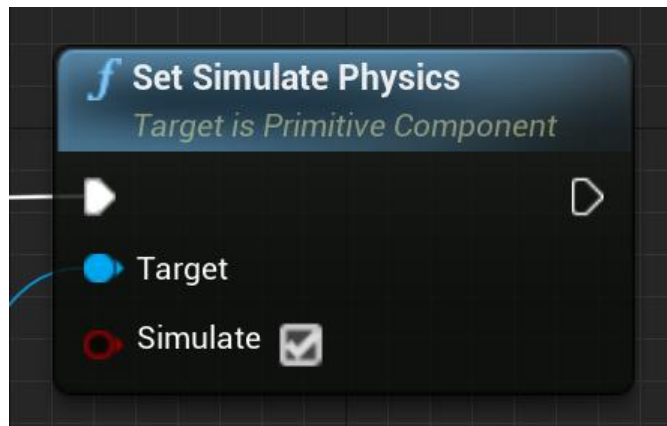 f Set Simulate Physics
Target is Primitive Component
Target
Simulate